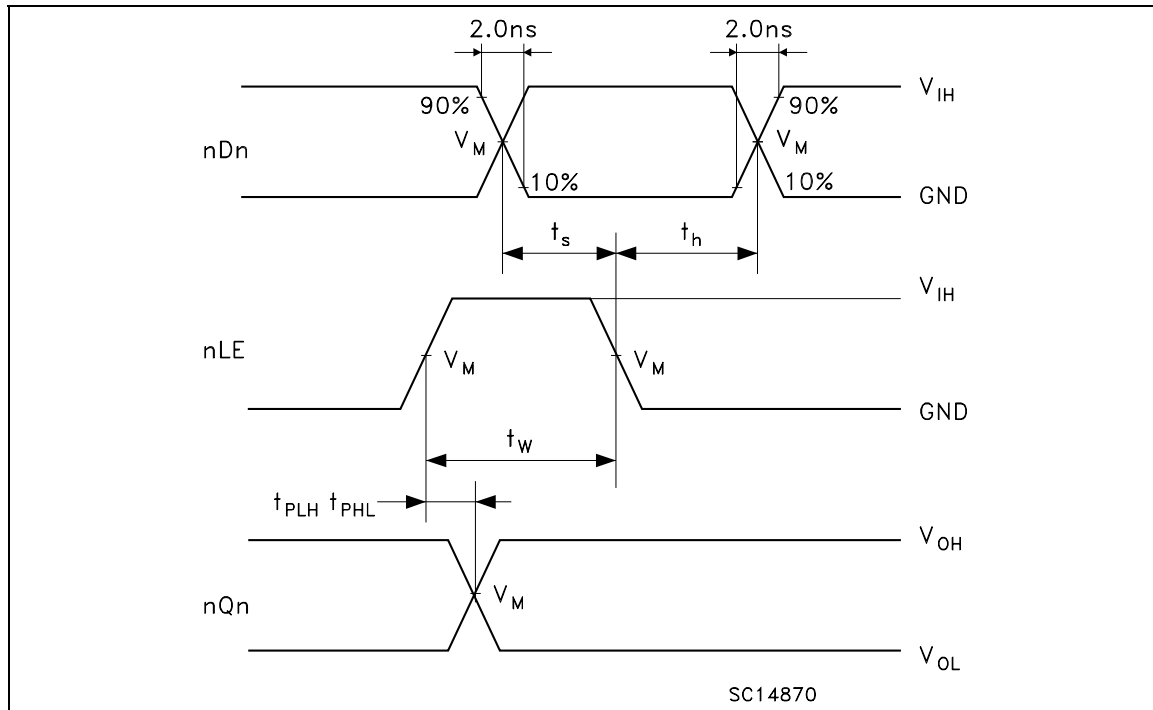 2.0ns 2.0ns
V_IH
90% 90%
nDn V_M V_M
10% 10%
GND
t_s t_h
V_IH
nLE V_M V_M
GND
t_W
t_PLH t_PHL
V_OH
nQn V_M
V_OL
SC14870